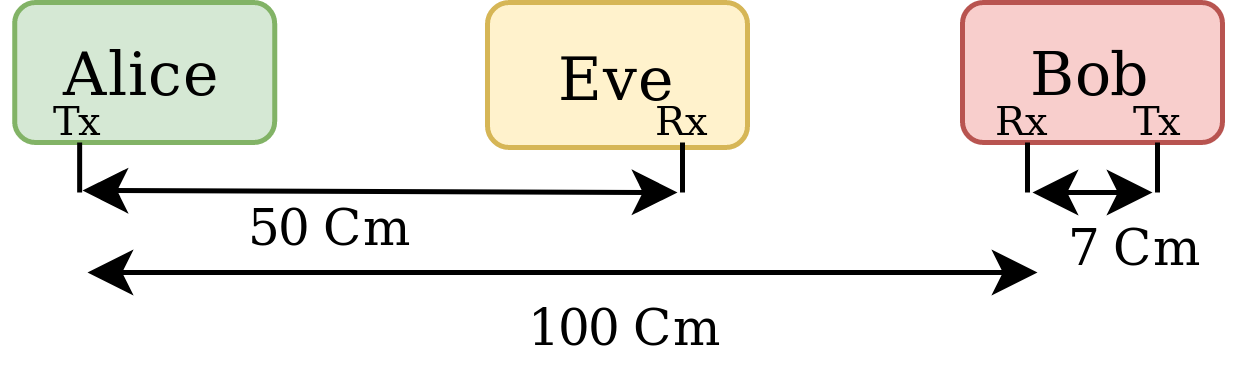 Alice
Tx
Eve
Rx
Bob
Rx Tx
50 Cm
7 Cm
100 Cm